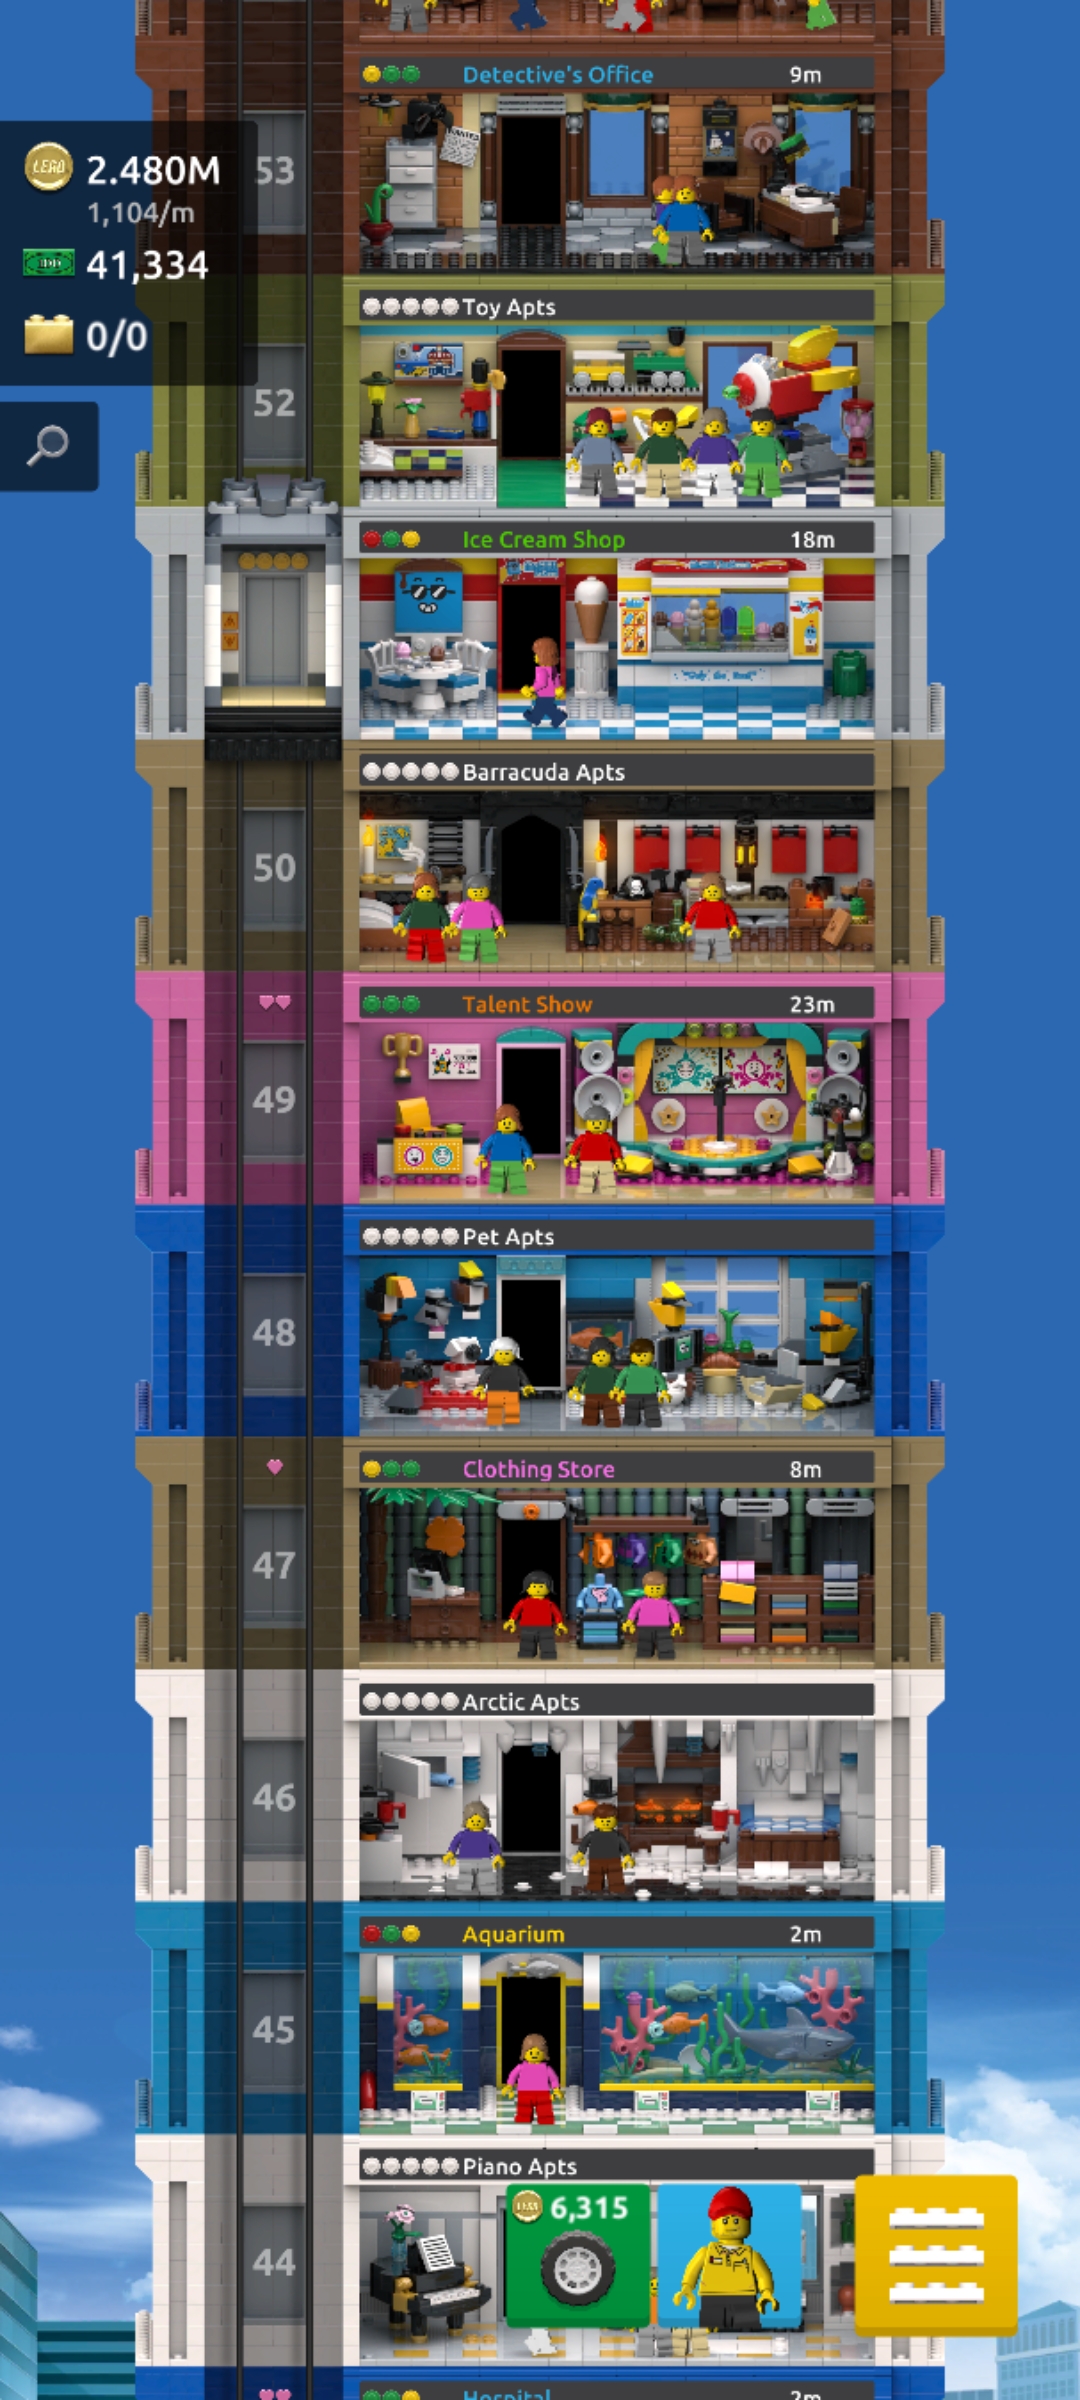 Detective's Office 9m
53
LEGO 2.480M
1,104/m
41,334
0/0
Toy Apts
52
Ice Cream Shop 18m
Barracuda Apts
50
Talent Show 23m
49
Pet Apts
48
Clothing Store 8m
47
Arctic Apts
46
Aquarium 2m
45
Piano Apts
6,315
44
Hospital 2m